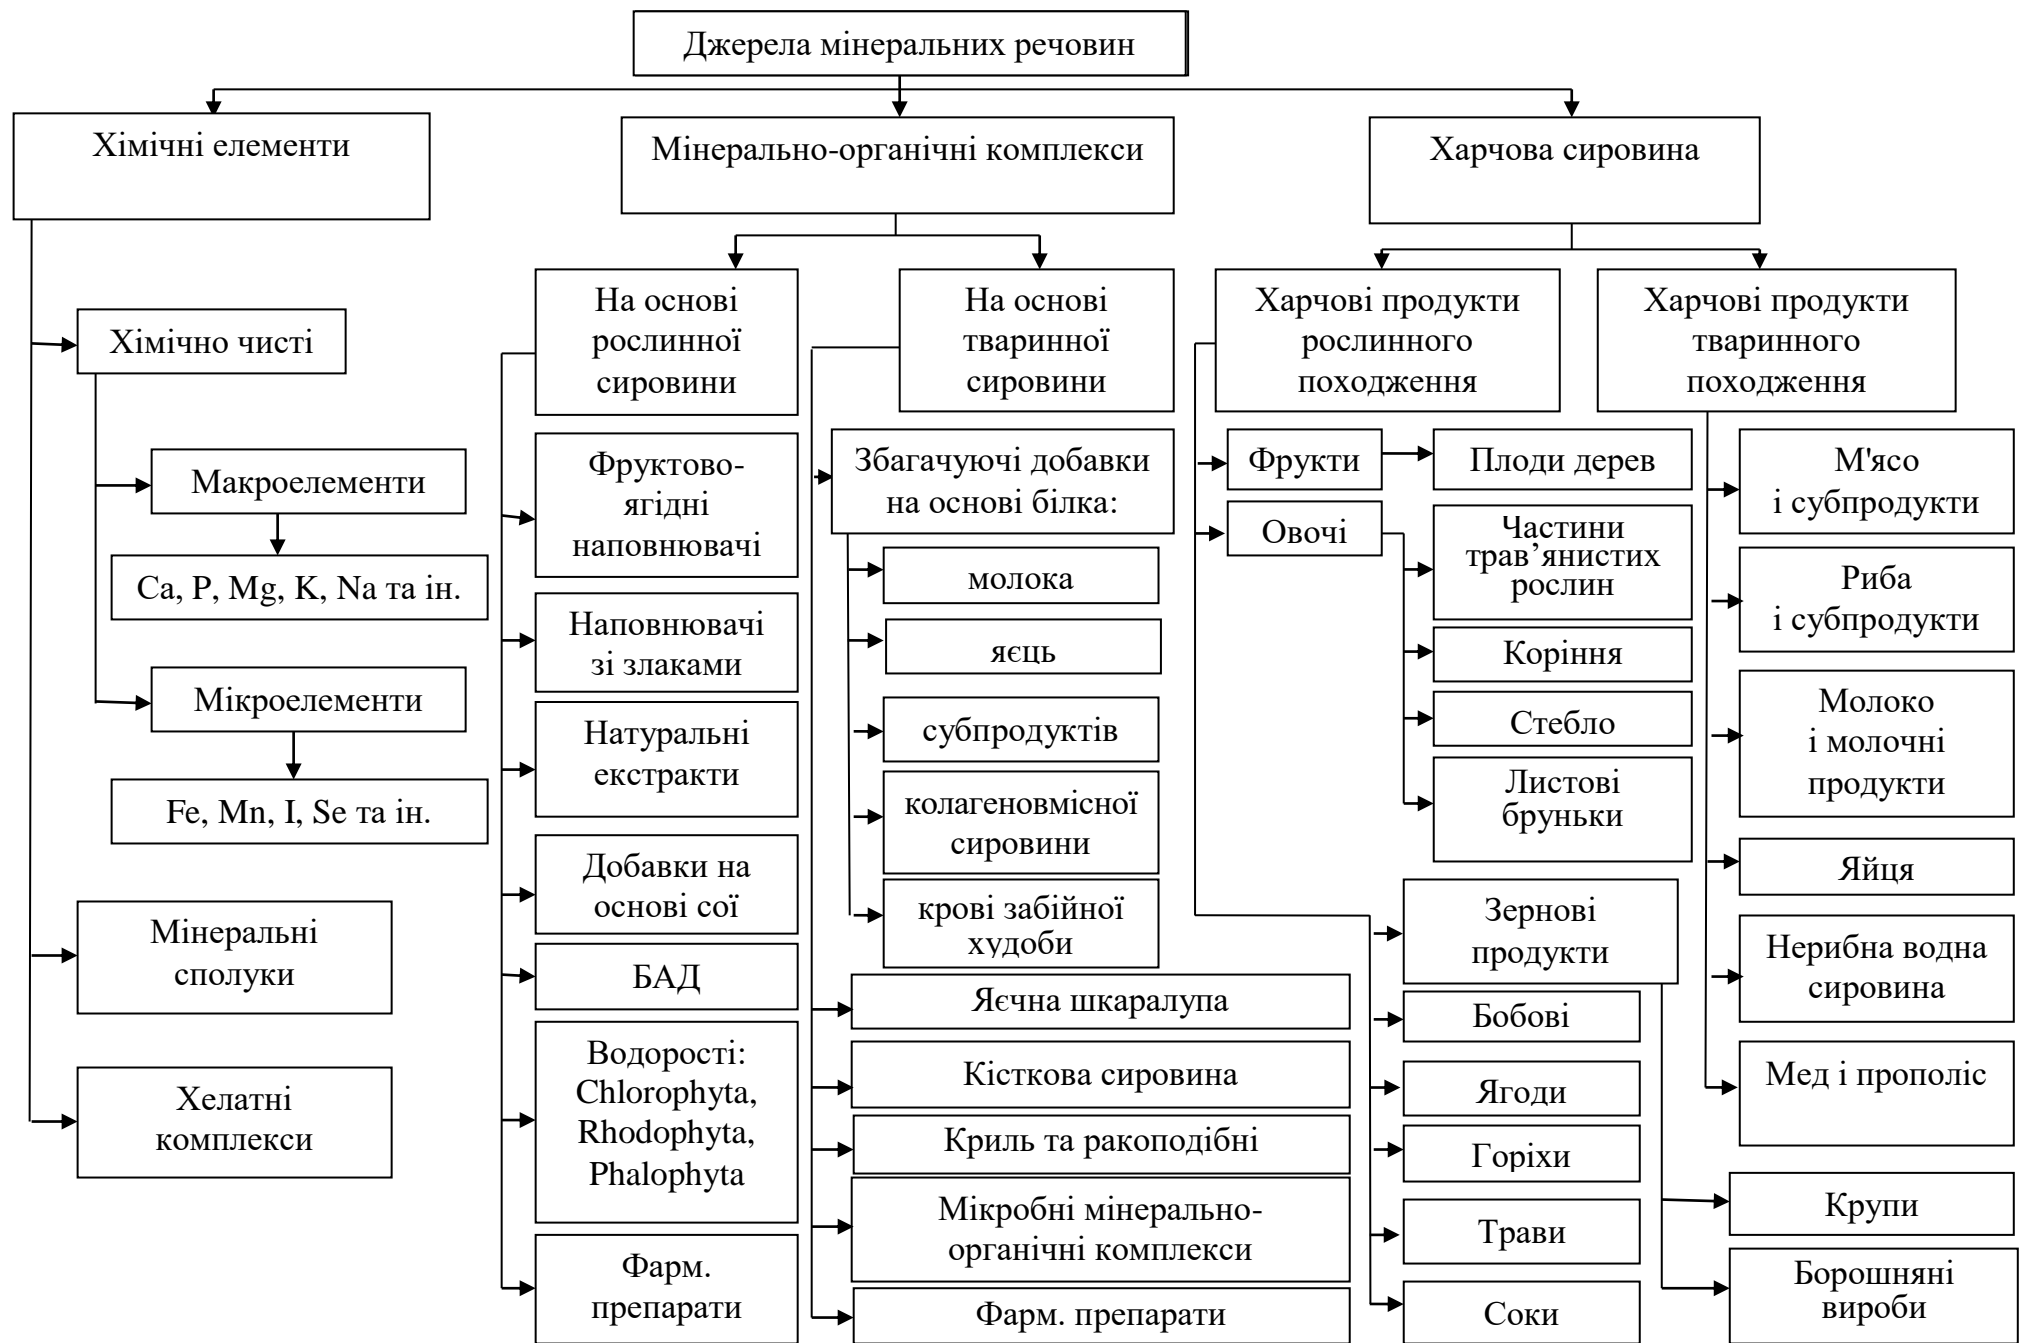 Джерела мінеральних речовин
Хімічні елементи
Мінерально-органічні комплекси
Харчова сировина
Хімічно чисті
Макроелементи
Ca, P, Mg, K, Na та ін.
Мікроелементи
Fe, Mn, I, Se та ін.
Мінеральні
сполуки
Хелатні
комплекси
На основі
рослинної
сировини
Фруктово-
ягідні
наповнювачі
Наповнювачі
зі злаками
Натуральні
екстракти
Добавки на
основі сої
БАД
Водорості:
Chlorophyta,
Rhodophyta,
Phalophyta
Фарм.
препарати
На основі
тваринної
сировини
Збагачуючі добавки
на основі білка:
молока
яєць
субпродуктів
колагеновмісної
сировини
крові забійної
худоби
Яєчна шкаралупа
Кісткова сировина
Криль та ракоподібні
Мікробні мінерально-
органічні комплекси
Фарм. препарати
Харчові продукти
рослинного
походження
Фрукти
Плоди дерев
Овочі
Частини
трав’янистих
рослин
Коріння
Стебло
Листові
бруньки
Зернові
продукти
Бобові
Ягоди
Горіхи
Трави
Соки
Крупи
Борошняні
вироби
Харчові продукти
тваринного
походження
М'ясо
і субпродукти
Риба
і субпродукти
Молоко
і молочні
продукти
Яйця
Нерибна водна
сировина
Мед і прополіс